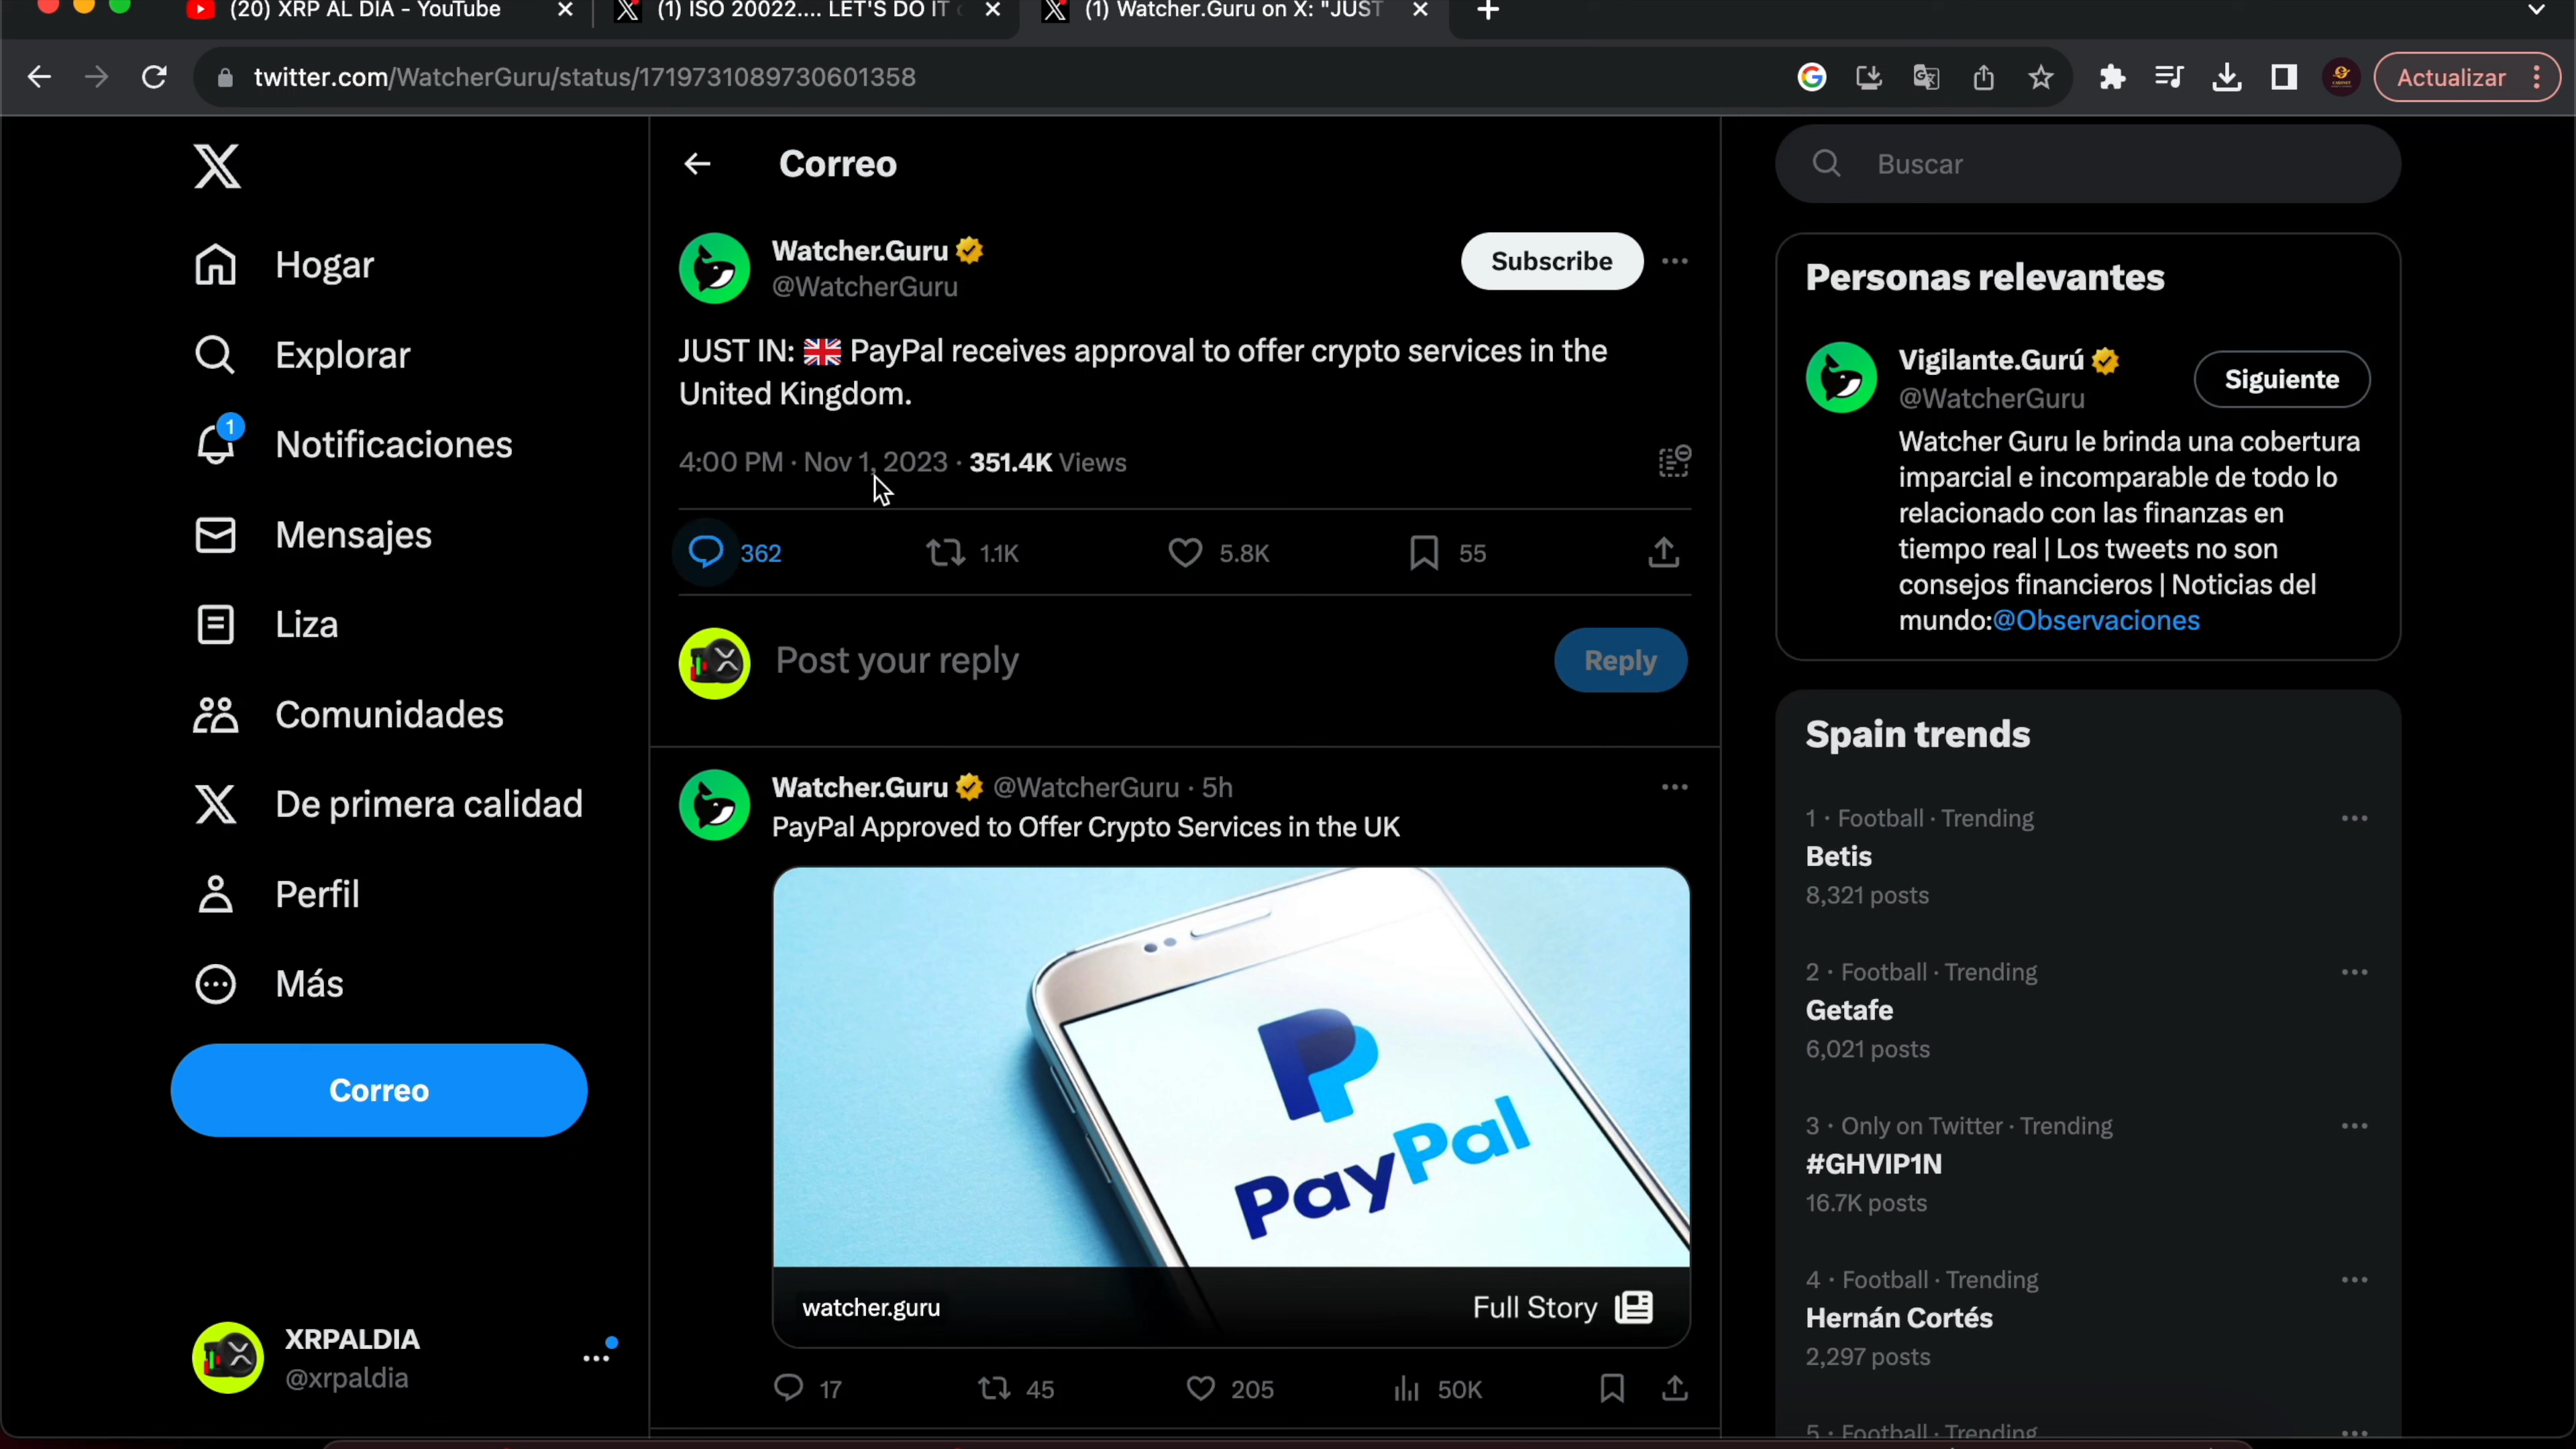 (20) XRP AL DIA - YouTube
(1) ISO 20022.... LET'S DO IT
(1) Watcher.Guru on X: "JUST
twitter.com/WatcherGuru/status/1719731089730601358
Actualizar
Hogar
Explorar
1
Notificaciones
Mensajes
Liza
Comunidades
De primera calidad
Perfil
Más
Correo
XRPALDIA
@xrpaldia
Correo
Watcher.Guru
@WatcherGuru
Subscribe
JUST IN: 🇬🇧 PayPal receives approval to offer crypto services in the
United Kingdom.
4:00 PM · Nov 1, 2023 · 351.4K Views
362 1.1K 5.8K 55
Post your reply
Reply
Watcher.Guru @WatcherGuru · 5h
PayPal Approved to Offer Crypto Services in the UK
PayPal
watcher.guru
Full Story
17 45 205 50K
Buscar
Personas relevantes
Vigilante.Gurú
@WatcherGuru
Siguiente
Watcher Guru le brinda una cobertura
imparcial e incomparable de todo lo
relacionado con las finanzas en
tiempo real | Los tweets no son
consejos financieros | Noticias del
mundo:@Observaciones
Spain trends
1 · Football · Trending
Betis
8,321 posts
2 · Football · Trending
Getafe
6,021 posts
3 · Only on Twitter · Trending
#GHVIP1N
16.7K posts
4 · Football · Trending
Hernán Cortés
2,297 posts
5 · Football · Trending